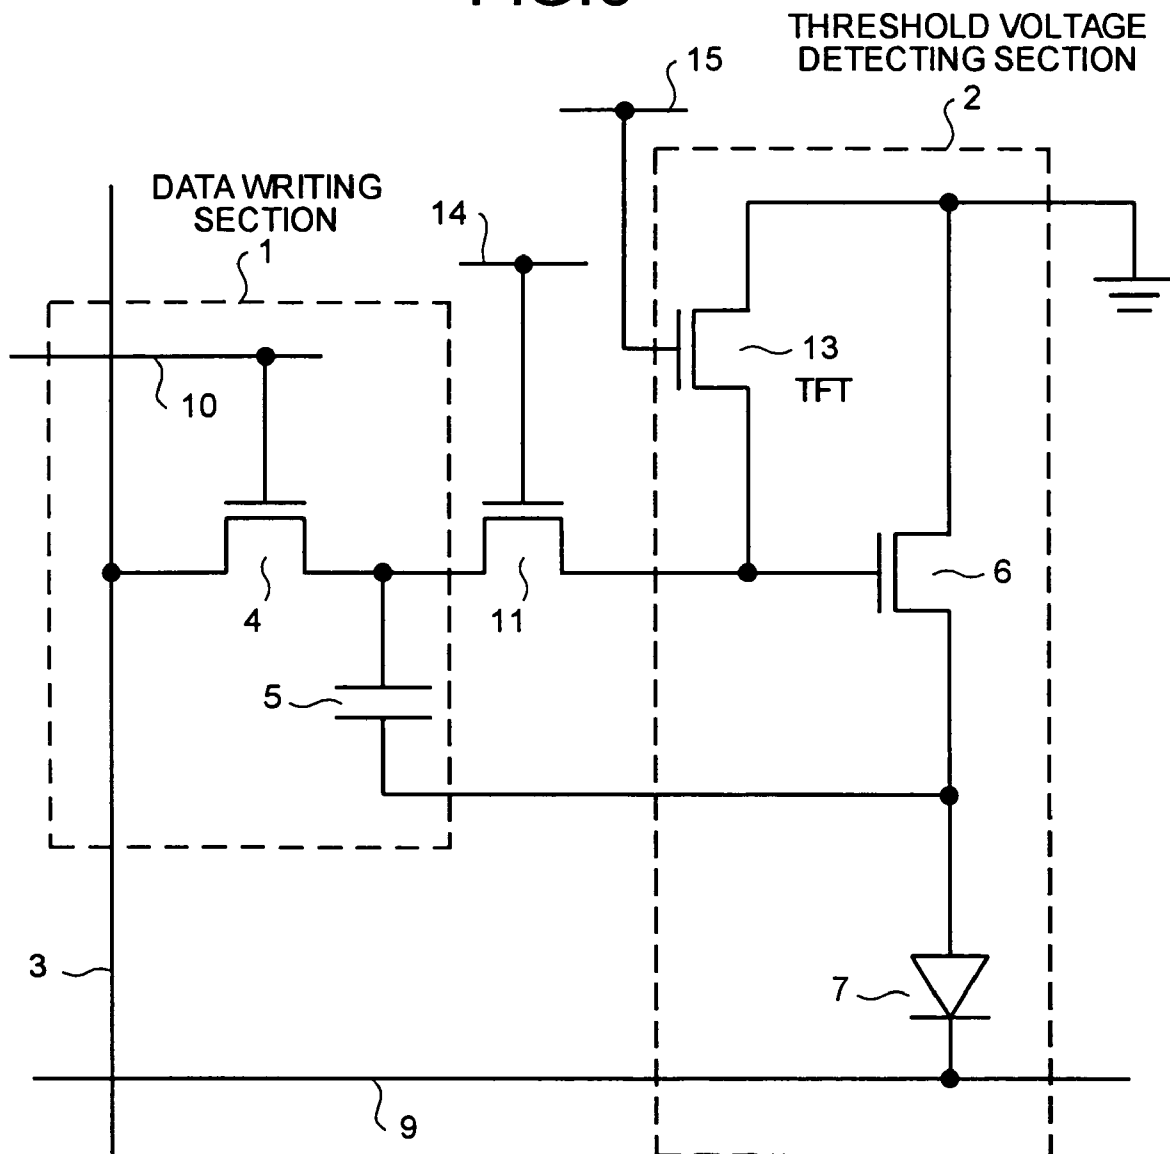 THRESHOLD VOLTAGE
DETECTING SECTION
2
15
DATA WRITING
SECTION
1
14
13
TFT
10
4
11
6
5
3
7
9